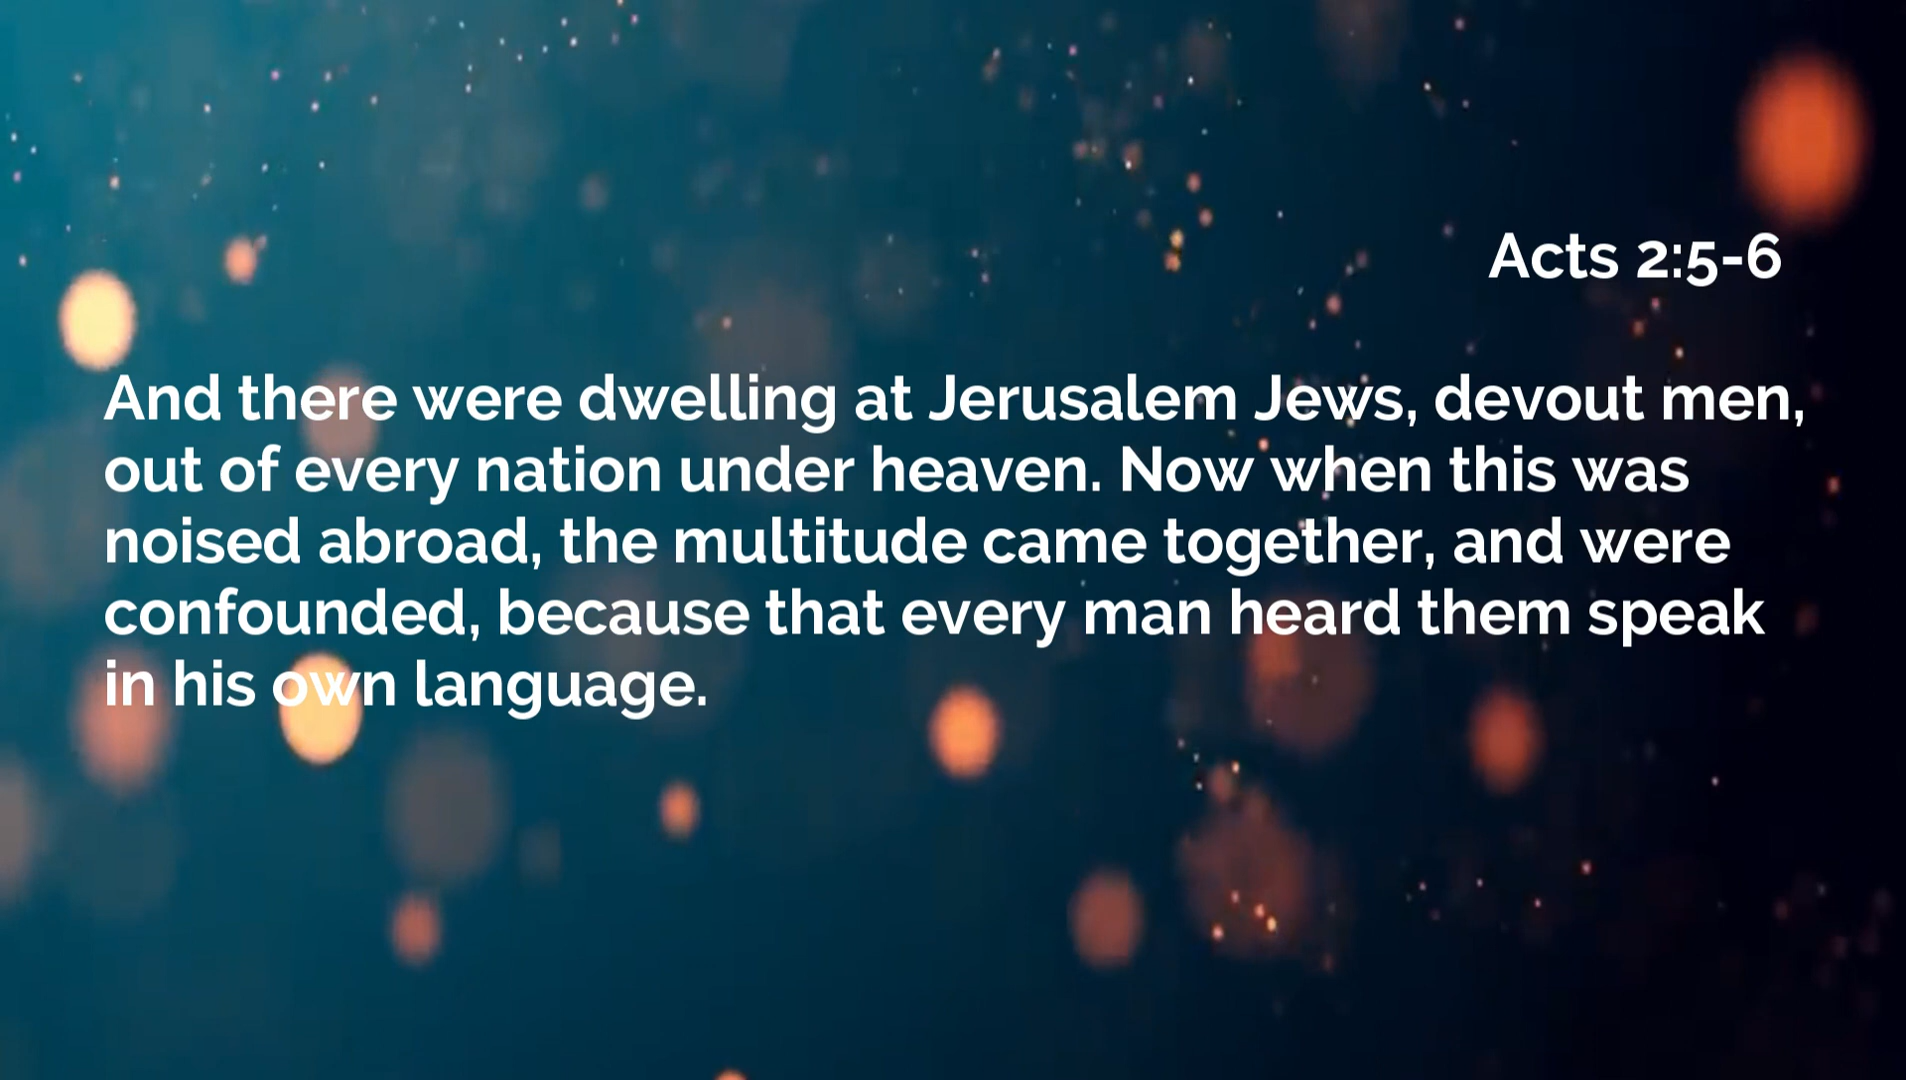 Acts 2:5-6
And there were dwelling at Jerusalem Jews, devout men,
out of every nation under heaven. Now when this was
noised abroad, the multitude came together, and were
confounded, because that every man heard them speak
in his own language.